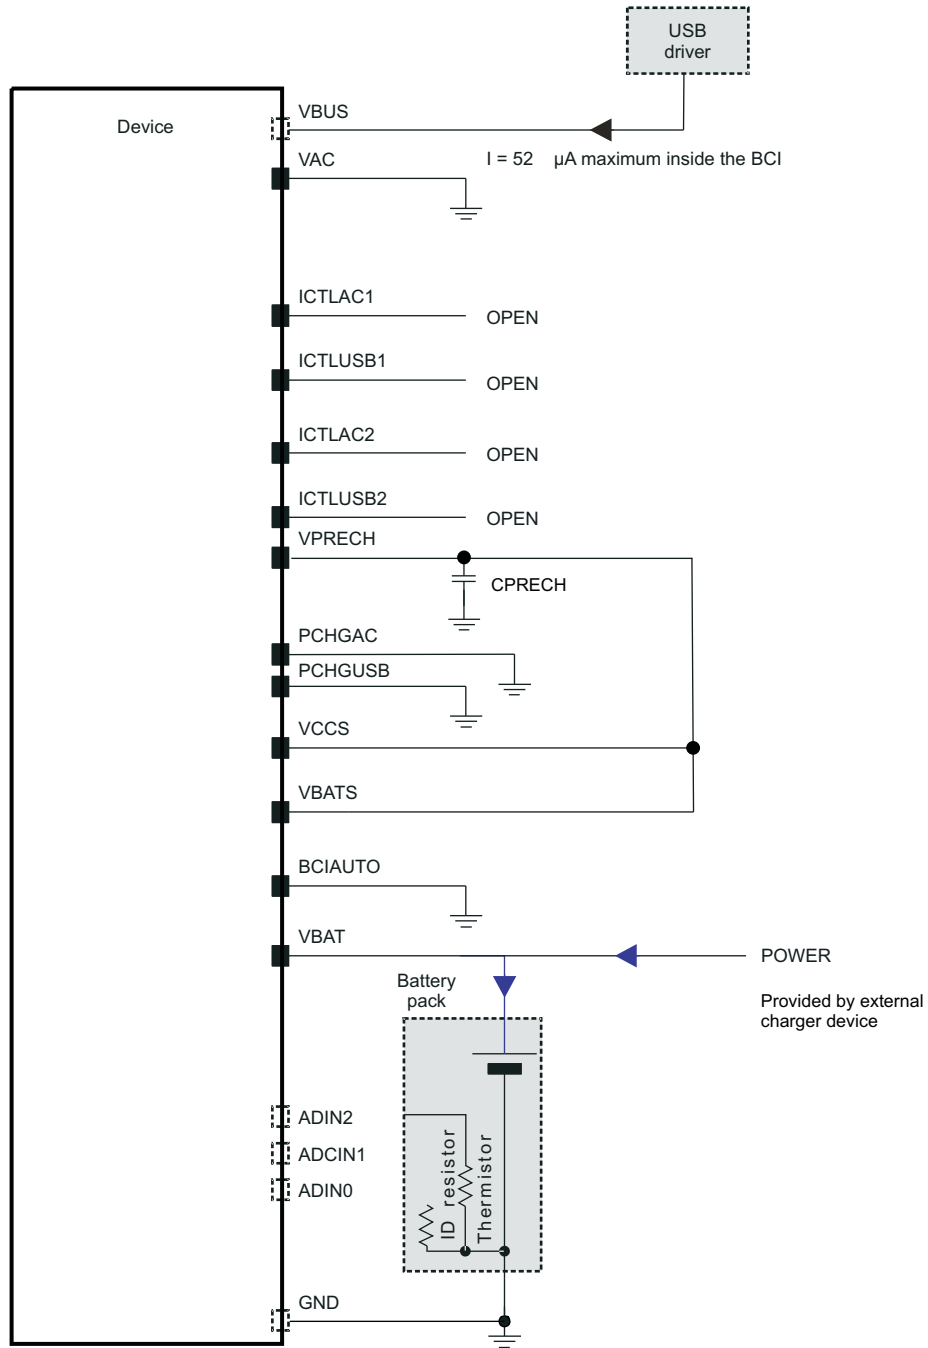 USB
driver
Device
VBUS
I = 52 µA maximum inside the BCI
VAC
ICTLAC1
OPEN
ICTLUSB1
OPEN
ICTLAC2
OPEN
ICTLUSB2
OPEN
VPRECH
CPRECH
PCHGAC
PCHGUSB
VCCS
VBATS
BCIAUTO
VBAT
POWER
Battery
pack
Provided by external
charger device
ADIN2
ADCIN1
ADIN0
ID resistor
Thermistor
GND